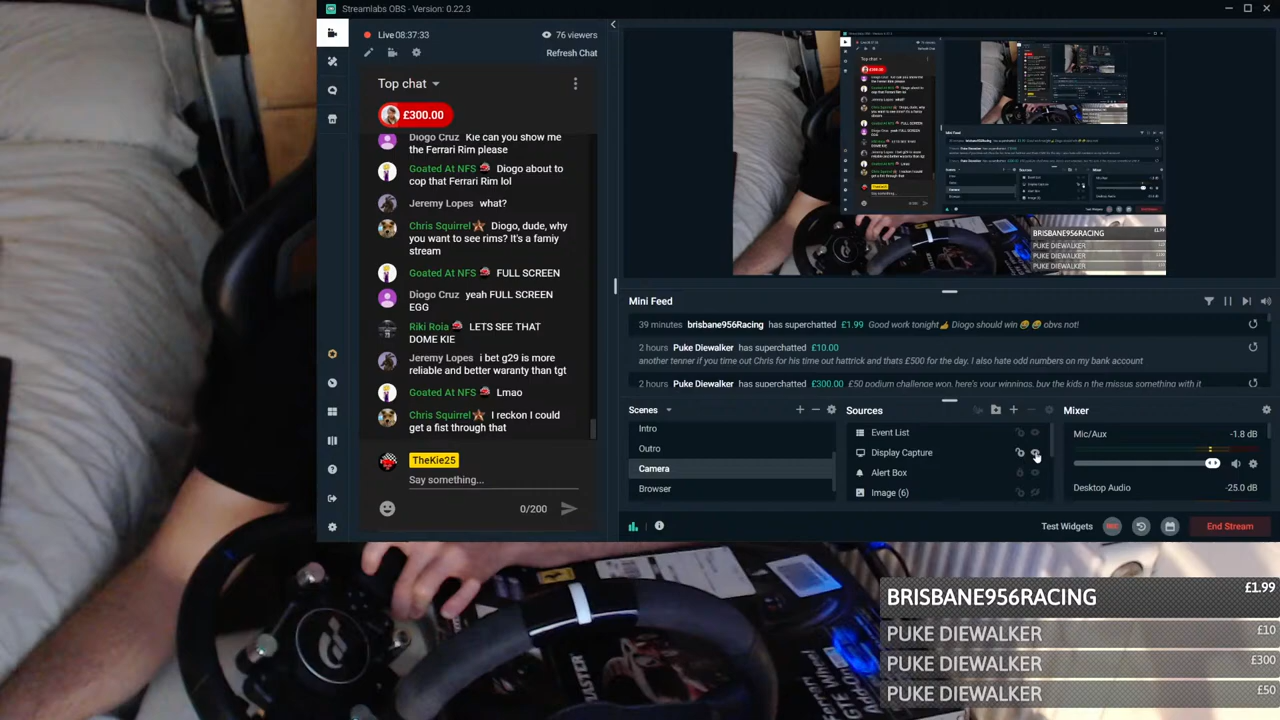 Streamlabs OBS - Version: 0.22.3
Live 08:37:33
76 viewers
Refresh Chat
Top chat
£300.00
Diogo Cruz Kie can you show me
the Ferrari Rim please
Goated At NFS Diogo about to
cop that Ferrari Rim lol
Jeremy Lopes what?
Chris Squirrel Diogo, dude, why
you want to see rims? It's a famiy
stream
Goated At NFS FULL SCREEN
Diogo Cruz yeah FULL SCREEN
EGG
Riki Roia LETS SEE THAT
DOME KIE
Jeremy Lopes i bet g29 is more
reliable and better waranty than tgt
Goated At NFS Lmao
Chris Squirrel I reckon I could
get a fist through that
TheKie25
Say something...
0/200
BRISBANE956RACING £1.99
PUKE DIEWALKER
PUKE DIEWALKER
PUKE DIEWALKER
Mini Feed
39 minutes brisbane956Racing has superchatted £1.99 Good work tonight Diogo should win obvs not!
2 hours Puke Diewalker has superchatted £10.00
another tenner if you time out Chris for his time out hattrick and thats £500 for the day. I also hate odd numbers on my bank account
2 hours Puke Diewalker has superchatted £300.00 £50 podium challenge won, here's your winnings, buy the kids n the missus something with it
Scenes
Intro
Outro
Camera
Browser
Sources
Event List
Display Capture
Alert Box
Image (6)
Mixer
Mic/Aux -1.8 dB
Desktop Audio -25.0 dB
Test Widgets
REC
End Stream
BRISBANE956RACING £1.99
PUKE DIEWALKER £10
PUKE DIEWALKER £300
PUKE DIEWALKER £50